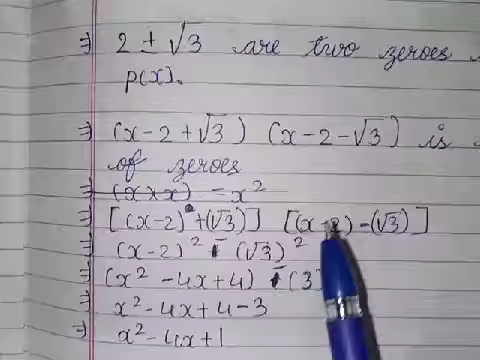 ⇒ 2 ± √3 are two zeroes
p(x).
⇒ (x-2+√3) (x-2-√3) is
of zeroes
⇒ (x × x) = x²
⇒ [(x-2) +(√3)] [(x-2) -(√3)]
⇒ (x-2)² - (√3)²
⇒ (x² -4x+4) - (3)
⇒ x²-4x+4-3
⇒ x²-4x+1